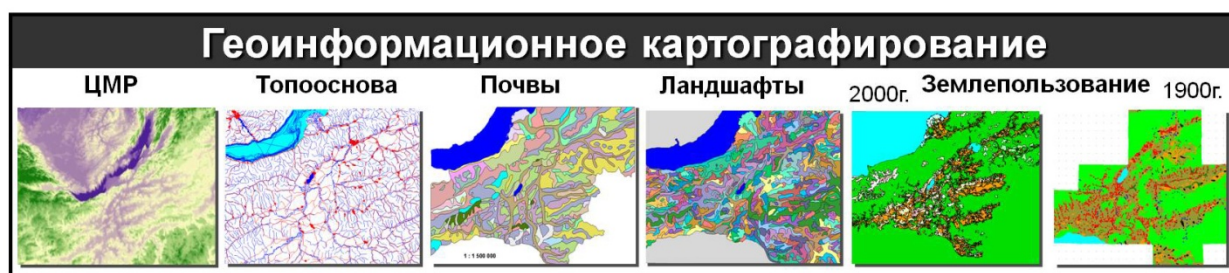 Геоинформационное картографирование
ЦМР
Топооснова
Почвы
Ландшафты
2000г. Землепользование 1900г.
1 : 1 500 000